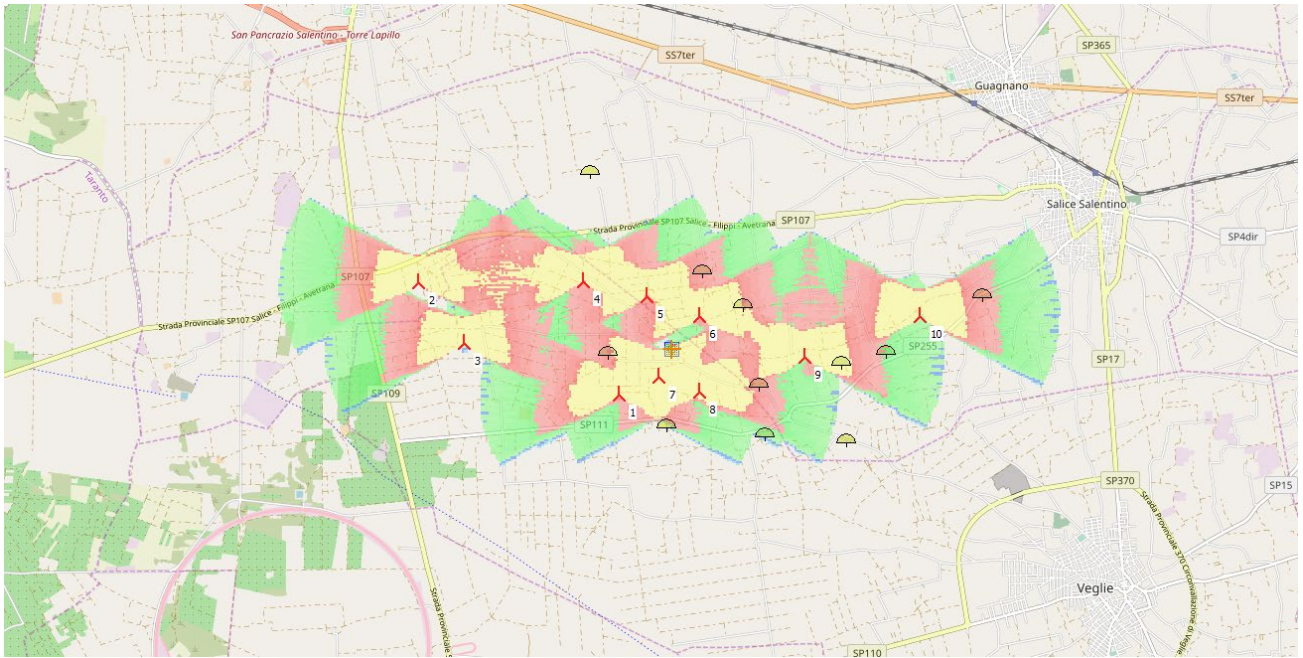 San Pancrazio Salentino - Torre Lapillo
SP365
SS7ter
Guagnano
SS7ter
Taranto
Salice Salentino
SP107
Strada Provinciale SP107 Salice - Filippi - Avetrana
SP4dir
SP107
4
2
5
6
10
Strada Provinciale SP107 Salice - Filippi - Avetrana
3
SP255
SP17
9
7
SP109
1
8
SP111
SP370
SP15
Strada Provinciale 370 Circonvallazione di Veglie
Veglie
Strada Provinciale S
SP110